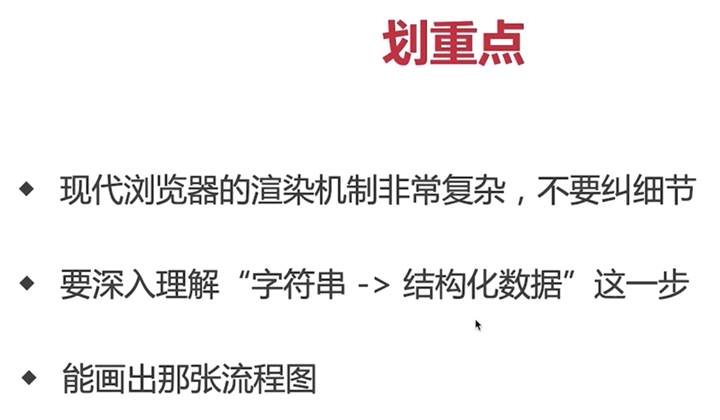 划重点
现代浏览器的渲染机制非常复杂，不要纠细节
要深入理解“字符串 -> 结构化数据”这一步
能画出那张流程图